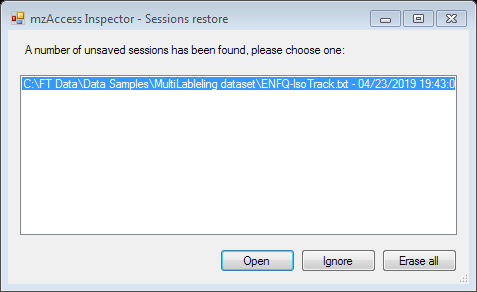 mzAccess Inspector - Sessions restore
A number of unsaved sessions has been found, please choose one:
C:\FT Data\Data Samples\MultiLableling dataset\ENFQ-IsoTrack.txt - 04/23/2019 19:43:0
Open Ignore Erase all